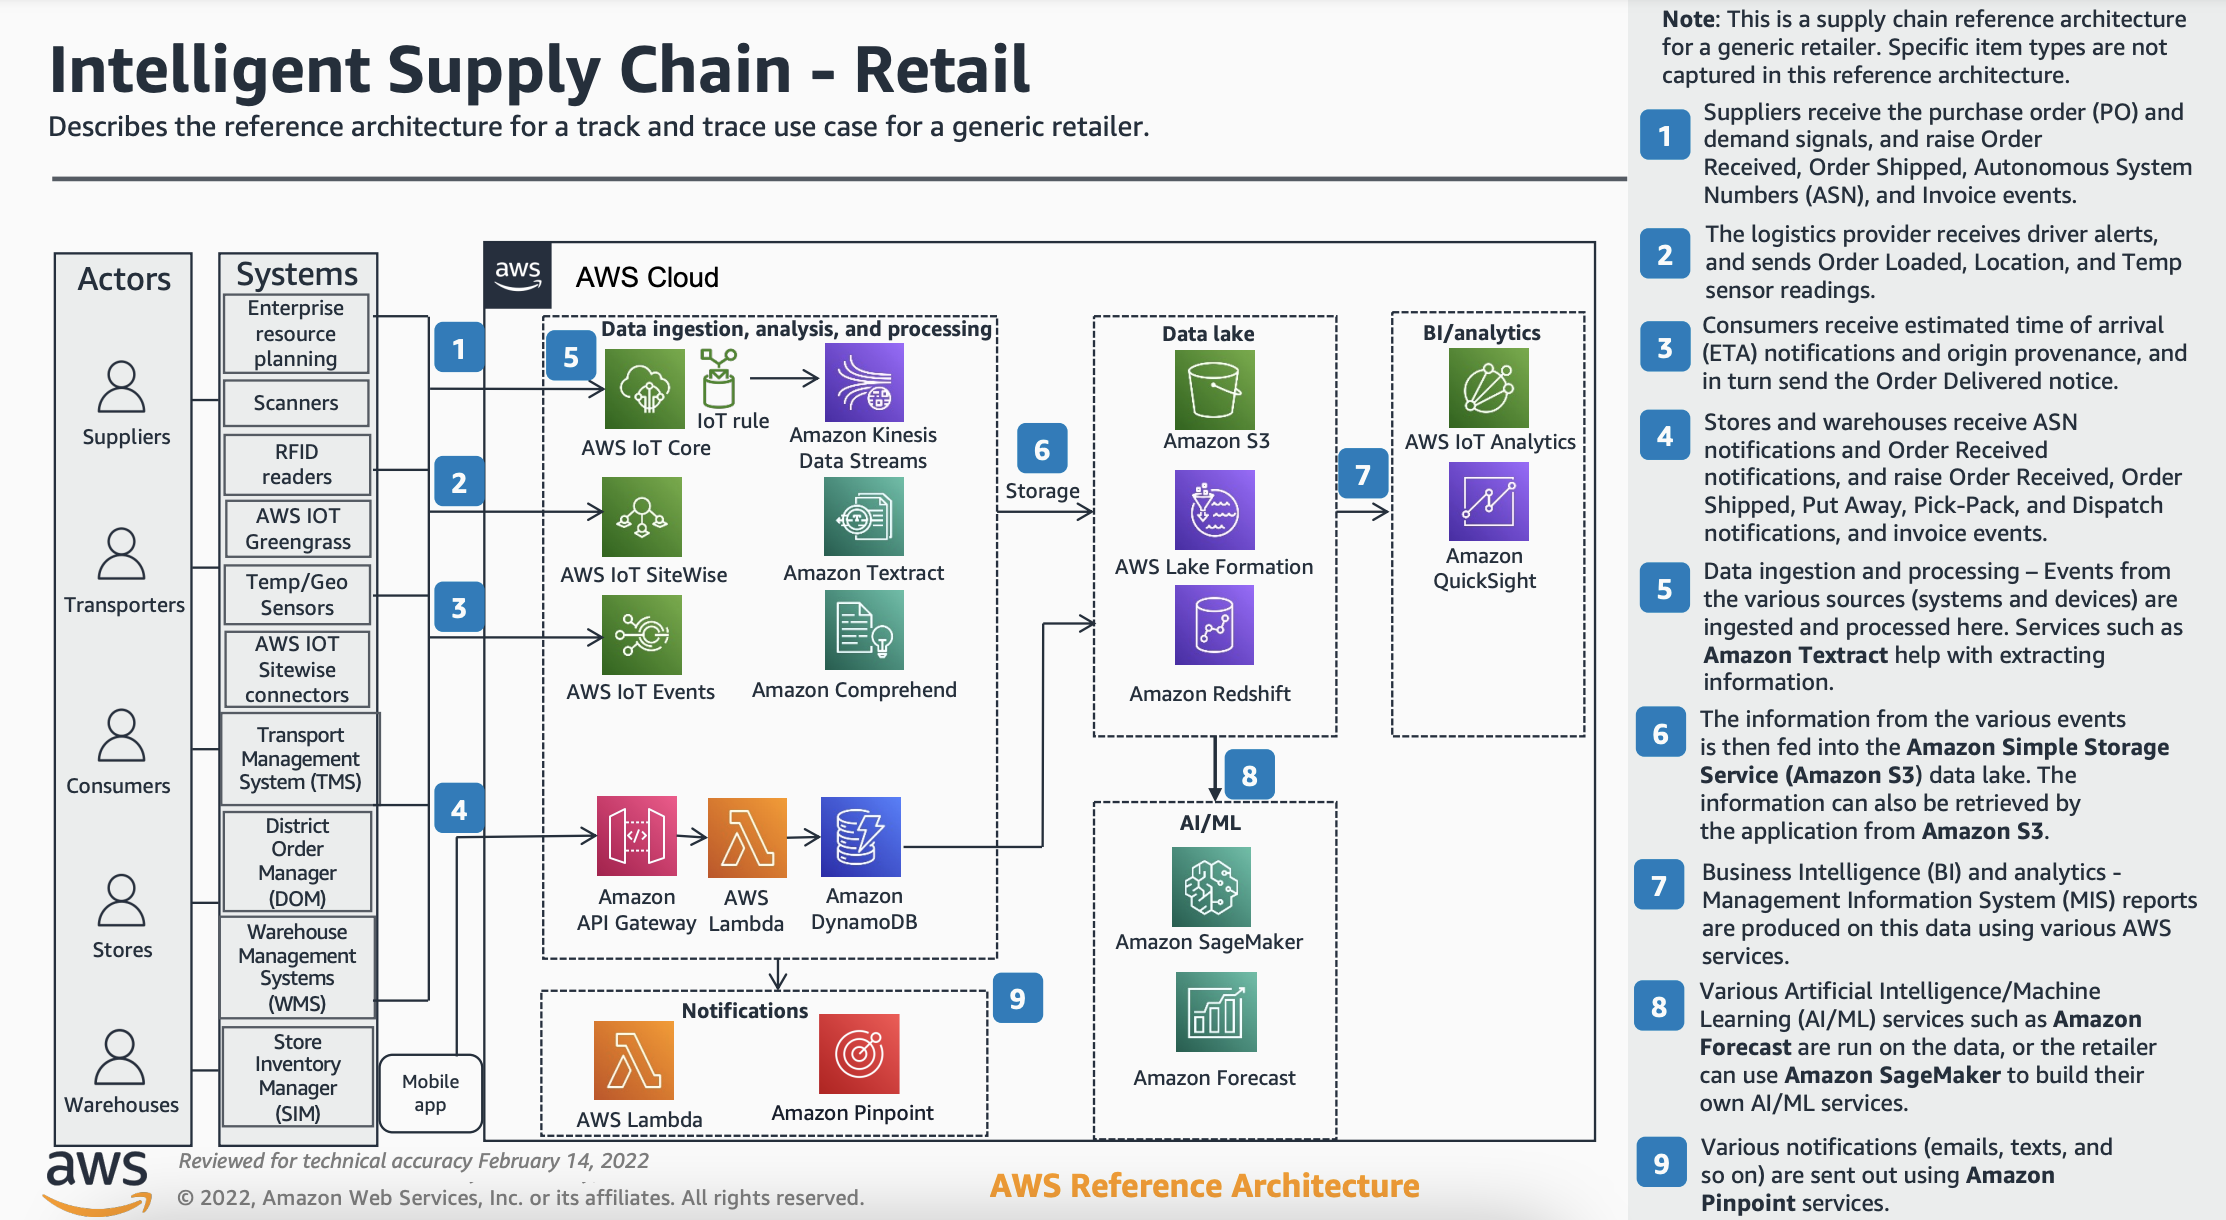 Intelligent Supply Chain - Retail
Describes the reference architecture for a track and trace use case for a generic retailer.
Actors
Suppliers
Transporters
Consumers
Stores
Warehouses
Systems
Enterprise
resource
planning
Scanners
RFID
readers
AWS IOT
Greengrass
Temp/Geo
Sensors
AWS IOT
Sitewise
connectors
Transport
Management
System (TMS)
District
Order
Manager
(DOM)
Warehouse
Management
Systems
(WMS)
Store
Inventory
Manager
(SIM)
Mobile
app
1
2
3
4
aws
AWS Cloud
Data ingestion, analysis, and processing
5
AWS IoT Core
IoT rule
Amazon Kinesis
Data Streams
AWS IoT SiteWise
Amazon Textract
AWS IoT Events
Amazon Comprehend
Amazon
API Gateway
AWS
Lambda
Amazon
DynamoDB
6
Storage
Data lake
Amazon S3
AWS Lake Formation
Amazon Redshift
7
BI/analytics
AWS IoT Analytics
Amazon
QuickSight
8
AI/ML
Amazon SageMaker
Amazon Forecast
9
Notifications
AWS Lambda
Amazon Pinpoint
aws
Reviewed for technical accuracy February 14, 2022
© 2022, Amazon Web Services, Inc. or its affiliates. All rights reserved.
AWS Reference Architecture
Note: This is a supply chain reference architecture
for a generic retailer. Specific item types are not
captured in this reference architecture.
1
Suppliers receive the purchase order (PO) and
demand signals, and raise Order
Received, Order Shipped, Autonomous System
Numbers (ASN), and Invoice events.
2
The logistics provider receives driver alerts,
and sends Order Loaded, Location, and Temp
sensor readings.
3
Consumers receive estimated time of arrival
(ETA) notifications and origin provenance, and
in turn send the Order Delivered notice.
4
Stores and warehouses receive ASN
notifications and Order Received
notifications, and raise Order Received, Order
Shipped, Put Away, Pick-Pack, and Dispatch
notifications, and invoice events.
5
Data ingestion and processing – Events from
the various sources (systems and devices) are
ingested and processed here. Services such as
Amazon Textract help with extracting
information.
6
The information from the various events
is then fed into the Amazon Simple Storage
Service (Amazon S3) data lake. The
information can also be retrieved by
the application from Amazon S3.
7
Business Intelligence (BI) and analytics -
Management Information System (MIS) reports
are produced on this data using various AWS
services.
8
Various Artificial Intelligence/Machine
Learning (AI/ML) services such as Amazon
Forecast are run on the data, or the retailer
can use Amazon SageMaker to build their
own AI/ML services.
9
Various notifications (emails, texts, and
so on) are sent out using Amazon
Pinpoint services.